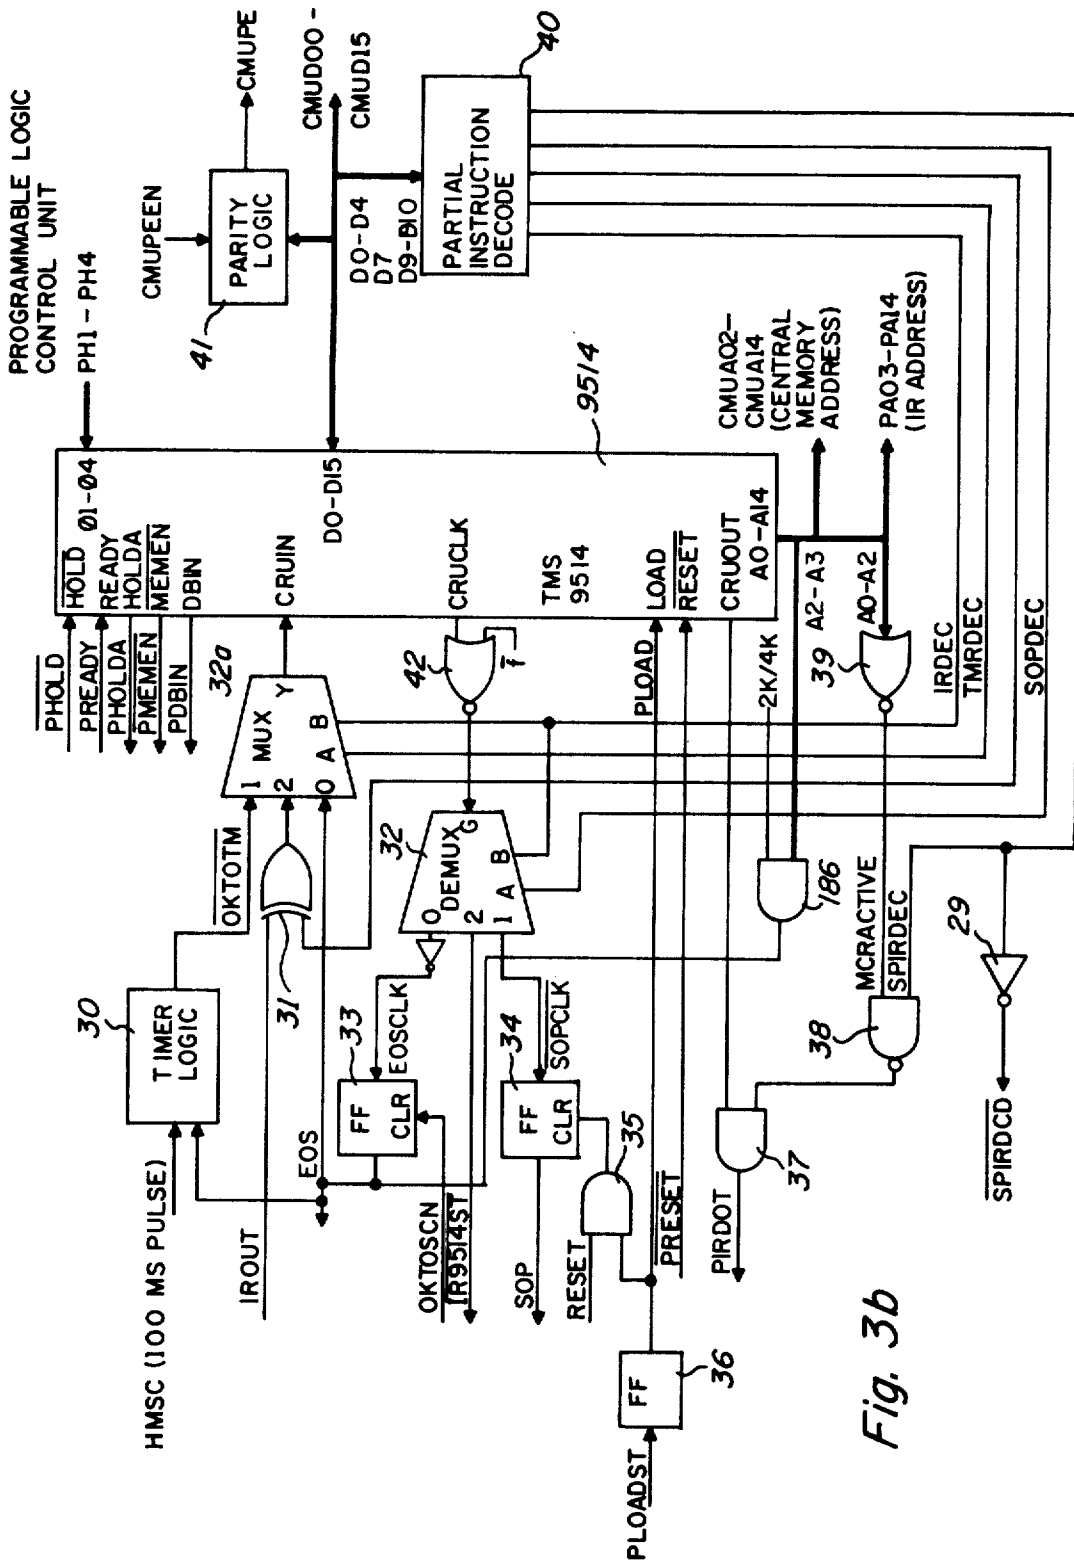 PROGRAMMABLE LOGIC
CONTROL UNIT
PH1-PH4
CMUPEEN
PARITY
LOGIC
41
CMUPE
CMUD00-
CMUD15
D0-D4
D7
D9-B10
PARTIAL
INSTRUCTION
DECODE
40
PHOLD
PREADY
PHOLDA
PMEMEN
PDBIN
HOLD
Ø1-Ø4
READY
HOLDA
MEMEN
DBIN
CRUIN
D0-D15
CRUCLK
TMS
9514
LOAD
RESET
CRUOUT
A0-A14
9514
CMUA02-
CMUA14
(CENTRAL
MEMORY
ADDRESS)
PA03-PA14
(IR ADDRESS)
A2-A3
A0-A2
39
IRDEC
TMRDEC
SOPDEC
32a
MUX
Y
1
2
0
A
B
42
f
32
DEMUX
G
0
2
1
A
B
PLOAD
2K/4K
186
OKTOTM
30
TIMER
LOGIC
HMSC (100 MS PULSE)
31
IROUT
EOS
33
FF
CLR
EOSCLK
OKTOSCN
IR9514ST
34
FF
CLR
SOPCLK
SOP
35
RESET
PRESET
36
FF
PLOADST
PIRDOT
37
38
MCRACTIVE
SPIRDEC
29
SPIRDCD
Fig. 3b